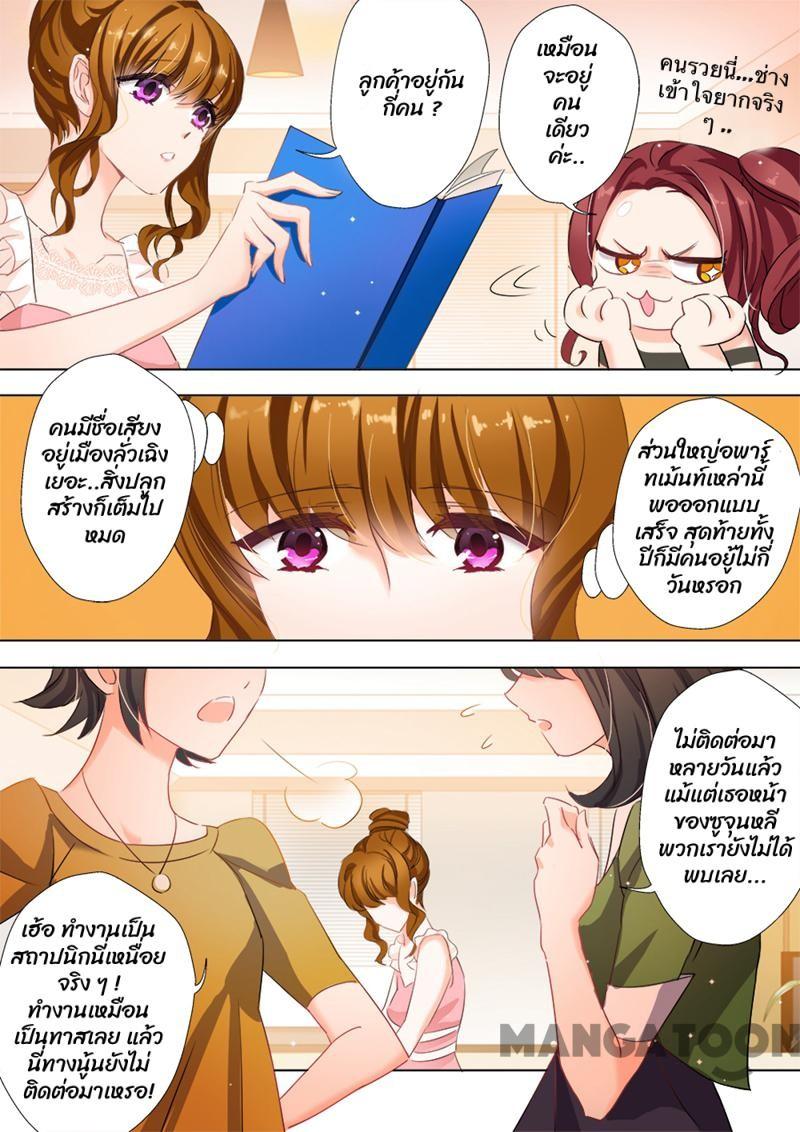 ลูกค้าอยู่กัน
กี่คน ?
เหมือน
จะอยู่
คน
เดียว
ค่ะ..
คนรวยนี่...ช่าง
เข้าใจยากจริง
ๆ ..
คนมีชื่อเสียง
อยู่เมืองลั่วเฉิง
เยอะ..สิ่งปลูก
สร้างก็เต็มไป
หมด
ส่วนใหญ่อพาร์
ทเม้นท์เหล่านี้
พอออกแบบ
เสร็จ สุดท้ายทั้ง
ปีก็มีคนอยู่ไม่กี่
วันหรอก
ไม่ติดต่อมา
หลายวันแล้ว
แม้แต่เธอหน้า
ของซูจุนหลี
พวกเรายังไม่ได้
พบเลย...
เฮ้อ ทำงานเป็น
สถาปนิกนี่เหนื่อย
จริง ๆ !
ทำงานเหมือน
เป็นทาสเลย แล้ว
นี่ทางนู้นยังไม่
ติดต่อมาเหรอ!
MANGATOON